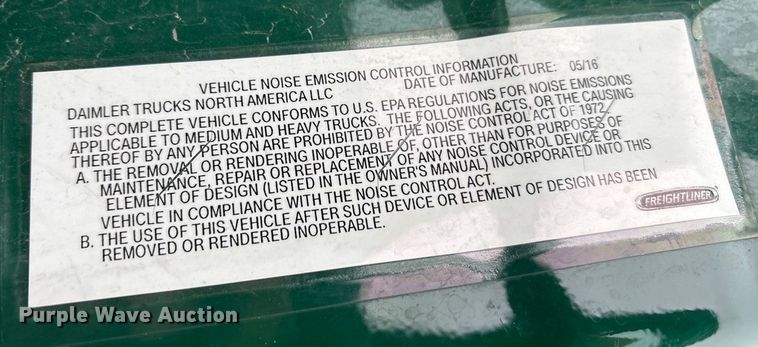 VEHICLE NOISE EMISSION CONTROL INFORMATION
DAIMLER TRUCKS NORTH AMERICA LLC DATE OF MANUFACTURE: 05/16
THIS COMPLETE VEHICLE CONFORMS TO U.S. EPA REGULATIONS FOR NOISE EMISSIONS
APPLICABLE TO MEDIUM AND HEAVY TRUCKS. THE FOLLOWING ACTS, OR THE CAUSING
THEREOF BY ANY PERSON ARE PROHIBITED BY THE NOISE CONTROL ACT OF 1972.
A. THE REMOVAL OR RENDERING INOPERABLE OF, OTHER THAN FOR PURPOSES OF
MAINTENANCE, REPAIR OR REPLACEMENT OF ANY NOISE CONTROL DEVICE OR
ELEMENT OF DESIGN (LISTED IN THE OWNER'S MANUAL) INCORPORATED INTO THIS
VEHICLE IN COMPLIANCE WITH THE NOISE CONTROL ACT.
B. THE USE OF THIS VEHICLE AFTER SUCH DEVICE OR ELEMENT OF DESIGN HAS BEEN
REMOVED OR RENDERED INOPERABLE.
FREIGHTLINER
Purple Wave Auction